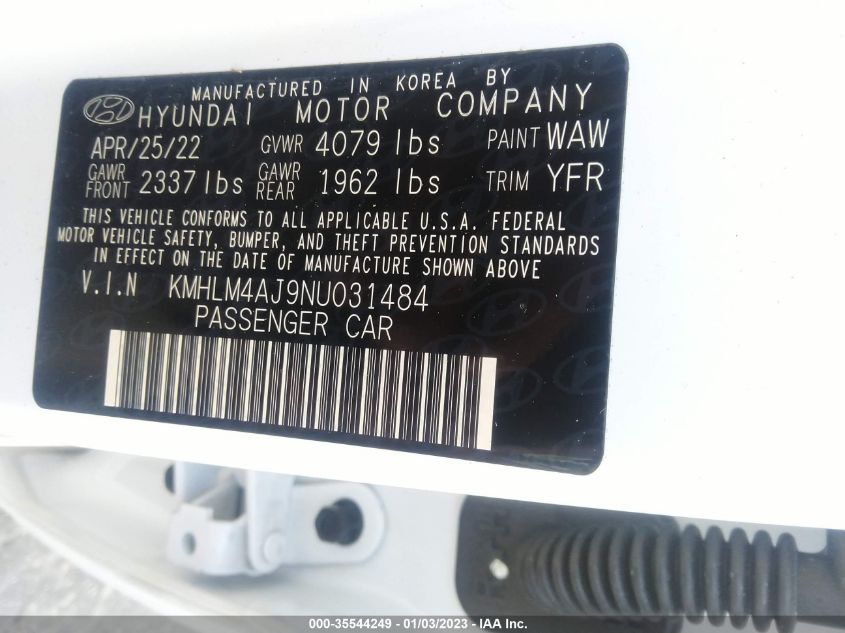 MANUFACTURED IN KOREA BY
HYUNDAI MOTOR COMPANY
APR/25/22 GVWR 4079 lbs PAINT WAW
GAWR FRONT 2337 lbs GAWR REAR 1962 lbs TRIM YFR
THIS VEHICLE CONFORMS TO ALL APPLICABLE U.S.A. FEDERAL
MOTOR VEHICLE SAFETY, BUMPER, AND THEFT PREVENTION STANDARDS
IN EFFECT ON THE DATE OF MANUFACTURE SHOWN ABOVE
V.I.N KMHLM4AJ9NU031484
PASSENGER CAR
000-35544249 - 01/03/2023 - IAA Inc.